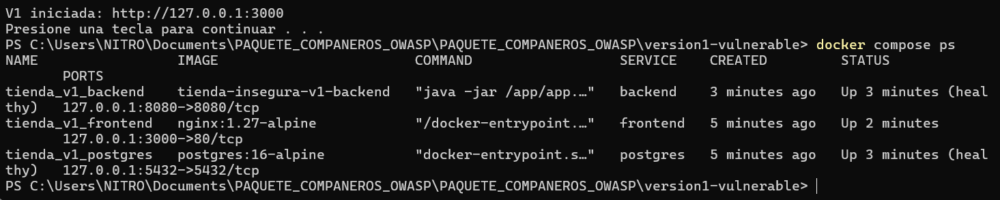 V1 iniciada: http://127.0.0.1:3000
Presione una tecla para continuar . . .
PS C:\Users\NITRO\Documents\PAQUETE_COMPANEROS_OWASP\PAQUETE_COMPANEROS_OWASP\version1-vulnerable> docker compose ps
NAME                 IMAGE                        COMMAND                  SERVICE    CREATED         STATUS
       PORTS
tienda_v1_backend    tienda-insegura-v1-backend   "java -jar /app/app.…"   backend    3 minutes ago   Up 3 minutes (heal
thy)   127.0.0.1:8080->8080/tcp
tienda_v1_frontend   nginx:1.27-alpine            "/docker-entrypoint.…"   frontend   5 minutes ago   Up 2 minutes
       127.0.0.1:3000->80/tcp
tienda_v1_postgres   postgres:16-alpine           "docker-entrypoint.s…"   postgres   5 minutes ago   Up 3 minutes (heal
thy)   127.0.0.1:5432->5432/tcp
PS C:\Users\NITRO\Documents\PAQUETE_COMPANEROS_OWASP\PAQUETE_COMPANEROS_OWASP\version1-vulnerable>